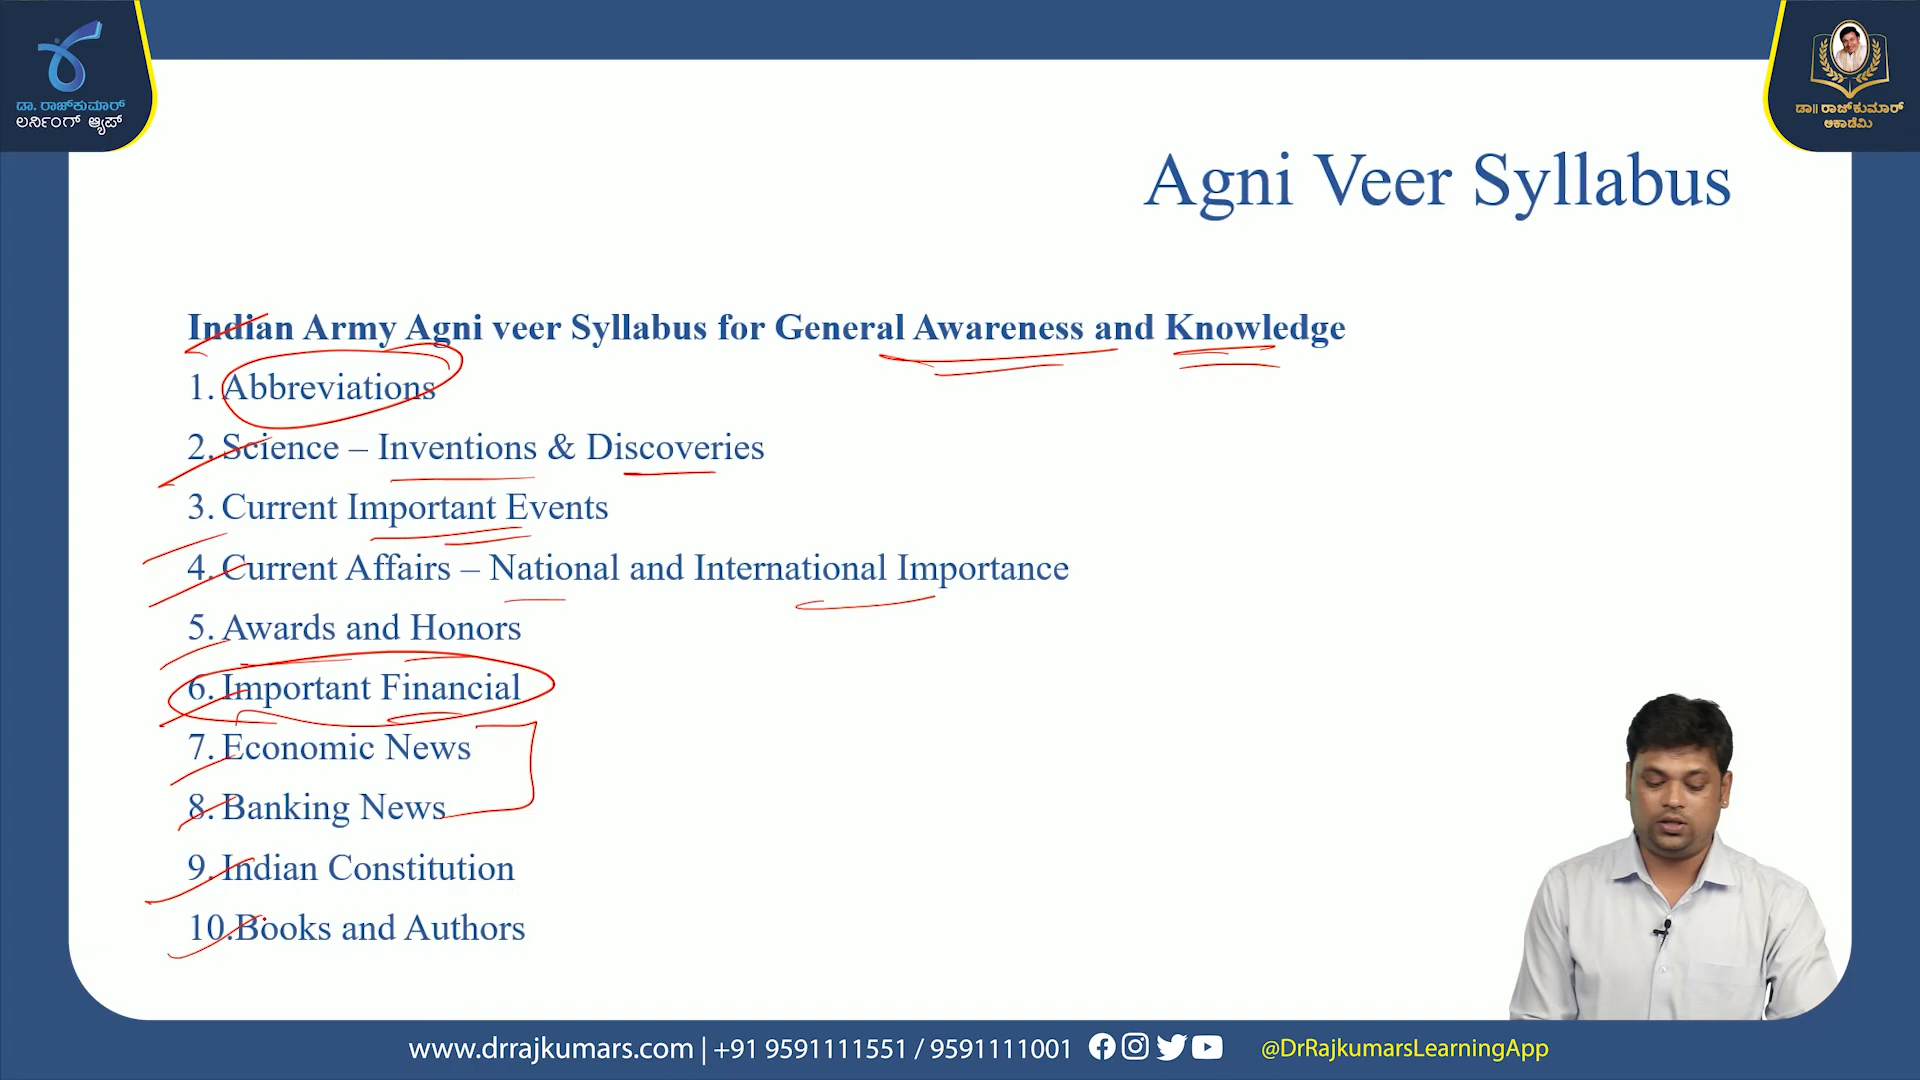 ಡಾ. ರಾಜ್‌ಕುಮಾರ್
ಲರ್ನಿಂಗ್ ಆ್ಯಪ್
ಡಾ|| ರಾಜ್‌ಕುಮಾರ್
ಅಕಾಡೆಮಿ
Agni Veer Syllabus
Indian Army Agni veer Syllabus for General Awareness and Knowledge
1. Abbreviations
2. Science – Inventions & Discoveries
3. Current Important Events
4. Current Affairs – National and International Importance
5. Awards and Honors
6. Important Financial
7. Economic News
8. Banking News
9. Indian Constitution
10.Books and Authors
www.drrajkumars.com | +91 9591111551 / 9591111001 @DrRajkumarsLearningApp